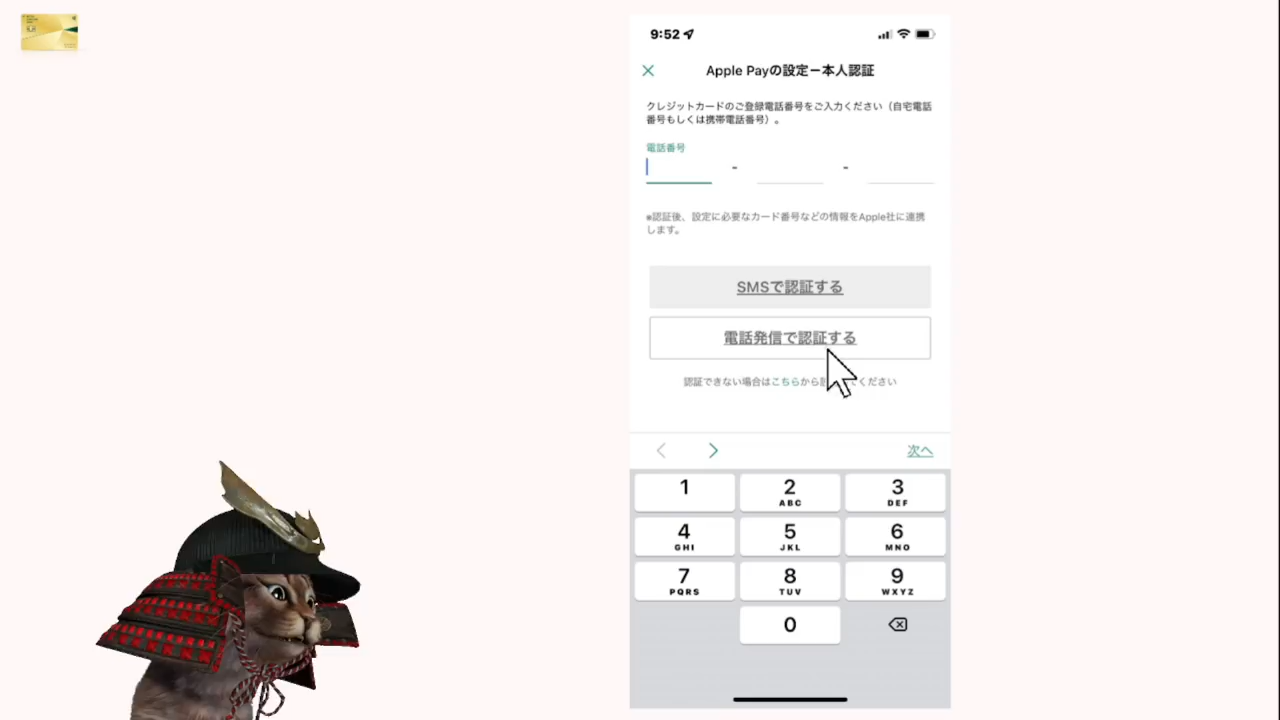 9:52
Apple Payの設定ー本人認証
クレジットカードのご登録電話番号をご入力ください（自宅電話
番号もしくは携帯電話番号）。
電話番号
- -
※認証後、設定に必要なカード番号などの情報をApple社に連携
します。
SMSで認証する
電話発信で認証する
認証できない場合はこちらから ください
次へ
1 2 3
ABC DEF
4 5 6
GHI JKL MNO
7 8 9
PQRS TUV WXYZ
0